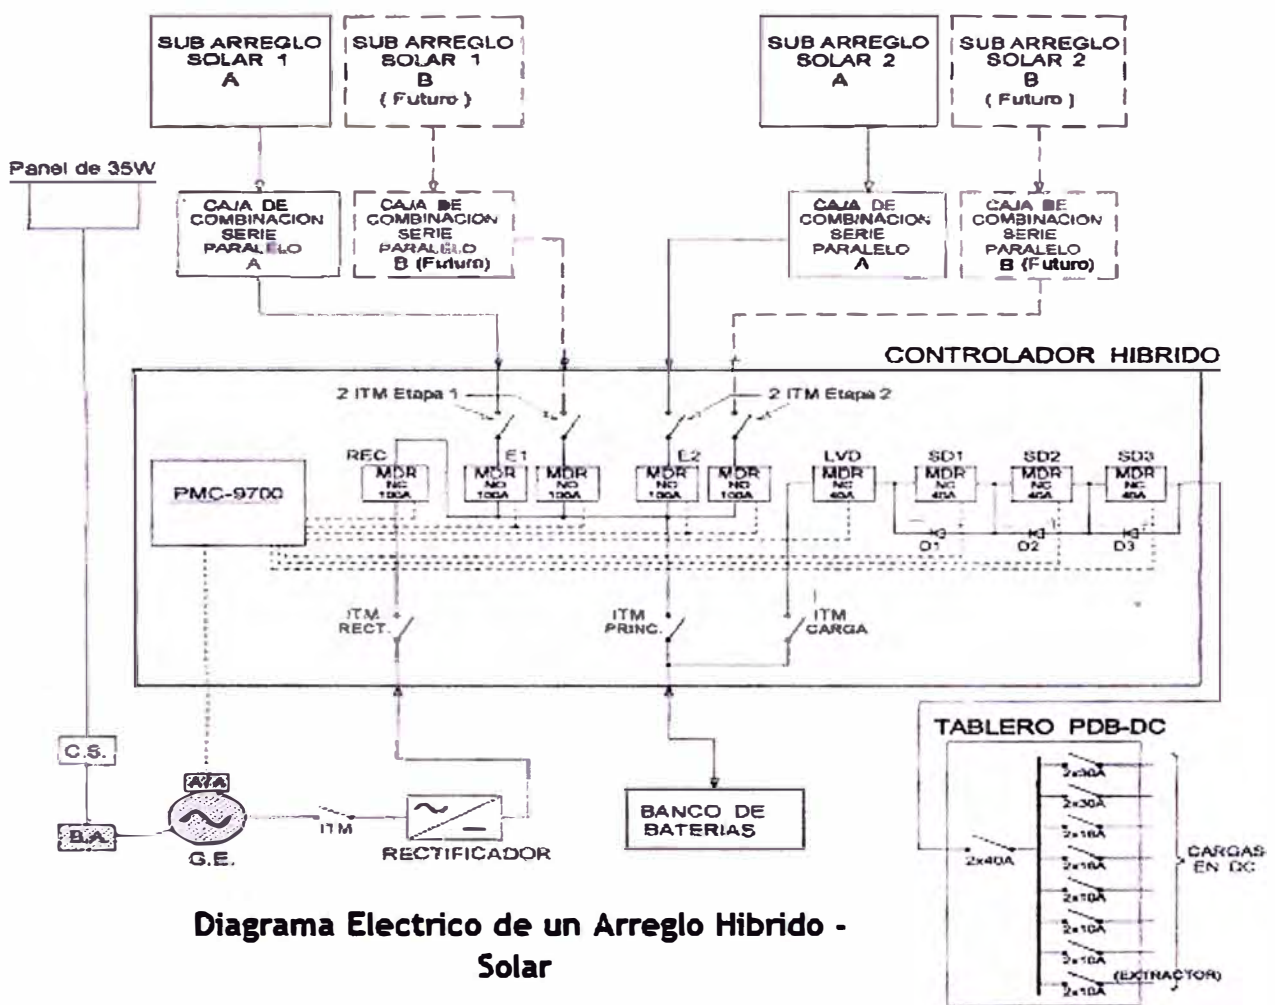 SUB ARREGLO
SOLAR 1
A
SUB ARREGLO
SOLAR 1
B
( Futuro )
SUB ARREGLO
SOLAR 2
A
SUB ARREGLO
SOLAR 2
B
( Futuro )
Panel de 35W
CAJA DE
COMBINACION
SERIE
PARALELO
A
CAJA DE
COMBINACION
SERIE
PARALELO
B (Futuro)
CAJA DE
COMBINACION
SERIE
PARALELO
A
CAJA DE
COMBINACION
SERIE
PARALELO
B (Futuro)
CONTROLADOR HIBRIDO
2 ITM Etapa 1
2 ITM Etapa 2
REC
E1
E2
LVD
SD1
SD2
SD3
PMC-9700
MDR
NO
100A
MDR
NC
100A
MDR
NC
100A
MDR
NC
100A
MDR
NC
100A
MDR
NC
40A
MDR
NC
40A
MDR
NC
40A
MDR
NC
40A
D1
D2
D3
ITM
RECT.
ITM
PRINC.
ITM
CARGA
C.S.
B.A.
A/A
G.E.
ITM
RECTIFICADOR
BANCO DE
BATERIAS
TABLERO PDB-DC
2x40A
2x30A
2x30A
2x16A
2x16A
2x10A
2x10A
2x10A
2x10A
(EXTRACTOR)
CARGAS
EN DC
Diagrama Electrico de un Arreglo Hibrido -
Solar